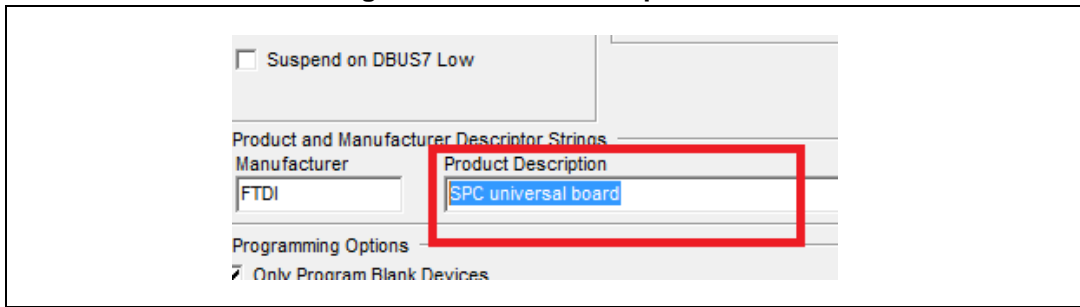 Suspend on DBUS7 Low
Product and Manufacturer Descriptor Strings
Manufacturer
Product Description
FTDI
SPC universal board
Programming Options
Only Program Blank Devices